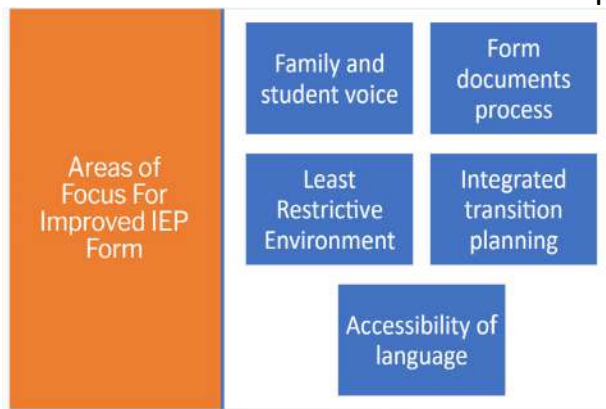 Areas of
Focus For
Improved IEP
Form
Family and
student voice
Form
documents
process
Least
Restrictive
Environment
Integrated
transition
planning
Accessibility of
language